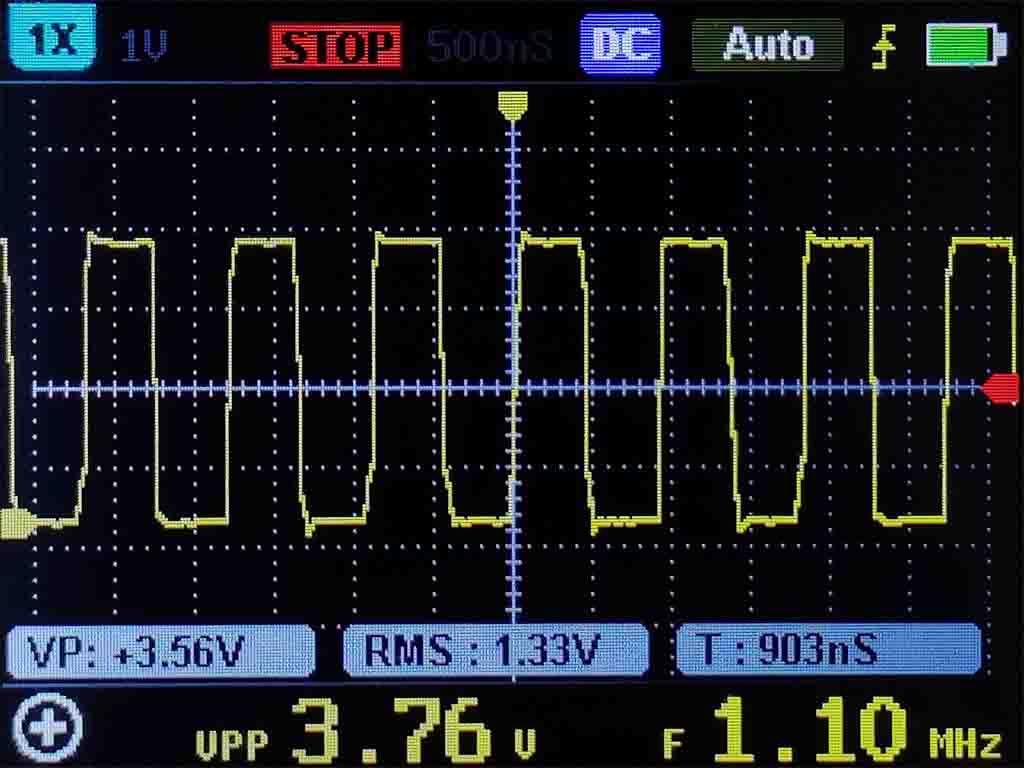 1X 1V STOP 500nS DC Auto
VP: +3.56V RMS : 1.33V T : 903nS
VPP 3.76 V F 1.10 MHz